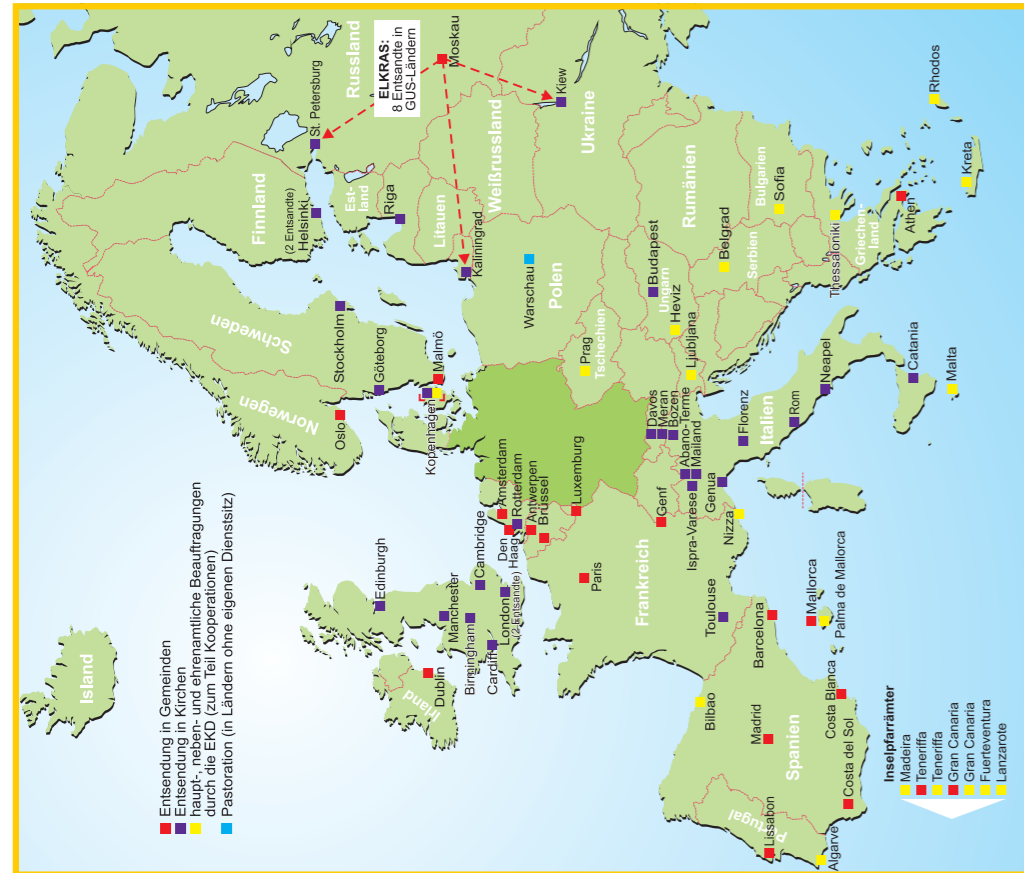 Entsendung in Gemeinden
Entsendung in Kirchen
haupt-, neben- und ehrenamtliche Beauftragungen
durch die EKD (zum Teil Kooperationen)
Pastoration (in Ländern ohne eigenen Dienstsitz)
Island
Norwegen
Oslo
Schweden
Stockholm
Göteborg
Malmö
Kopenhagen
Finnland
(2 Entsandte)
Helsinki
St. Petersburg
Russland
ELKRAS:
8 Entsandte in
GUS-Ländern
Moskau
Est-
land
Riga
Litauen
Kaliningrad
Weißrussland
Kiew
Ukraine
Irland
Dublin
Edinburgh
Manchester
Birmingham
Cardiff
Cambridge
London
(2 Entsandte)
Amsterdam
Den
Haag
Rotterdam
Antwerpen
Brüssel
Luxemburg
Warschau
Polen
Prag
Tschechien
Paris
Frankreich
Genf
Toulouse
Nizza
Davos
Meran
Bozen
Abano-Terme
Mailand
Ispra-Varese
Genua
Florenz
Italien
Rom
Neapel
Catania
Malta
Budapest
Ungarn
Heviz
Ljubljana
Rumänien
Belgrad
Serbien
Bulgarien
Sofia
Thessaloniki
Griechen-
land
Athen
Kreta
Rhodos
Bilbao
Madrid
Spanien
Barcelona
Mallorca
Palma de Mallorca
Costa Blanca
Costa del Sol
Portugal
Lissabon
Algarve
Inselpfarrämter
Madeira
Teneriffa
Teneriffa
Gran Canaria
Gran Canaria
Fuerteventura
Lanzarote